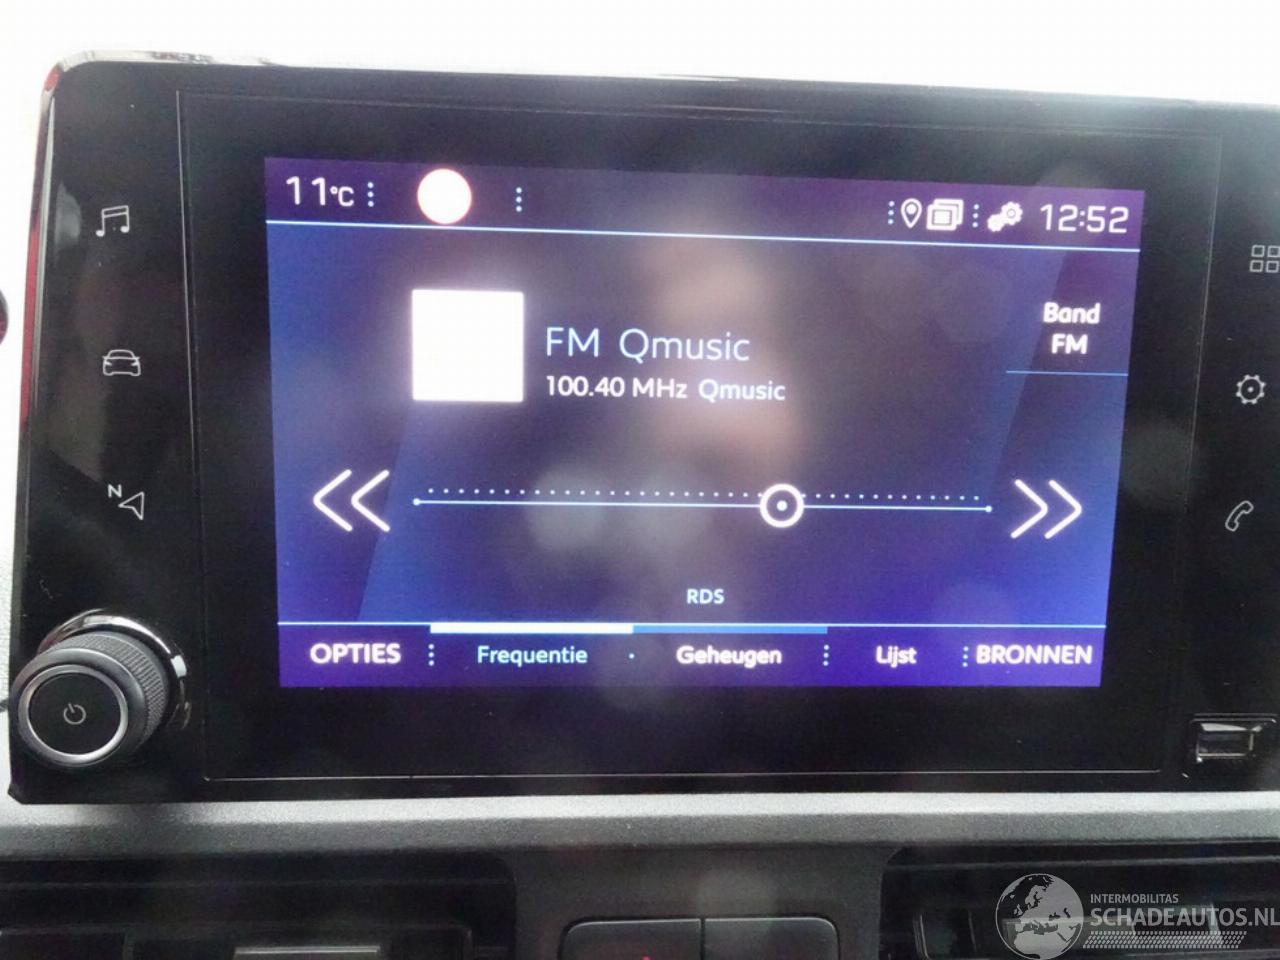 11°C
12:52
Band
FM
FM Qmusic
100.40 MHz Qmusic
N
RDS
OPTIES
Frequentie
Geheugen
Lijst
BRONNEN
INTERMOBILITAS
SCHADEAUTOS.NL